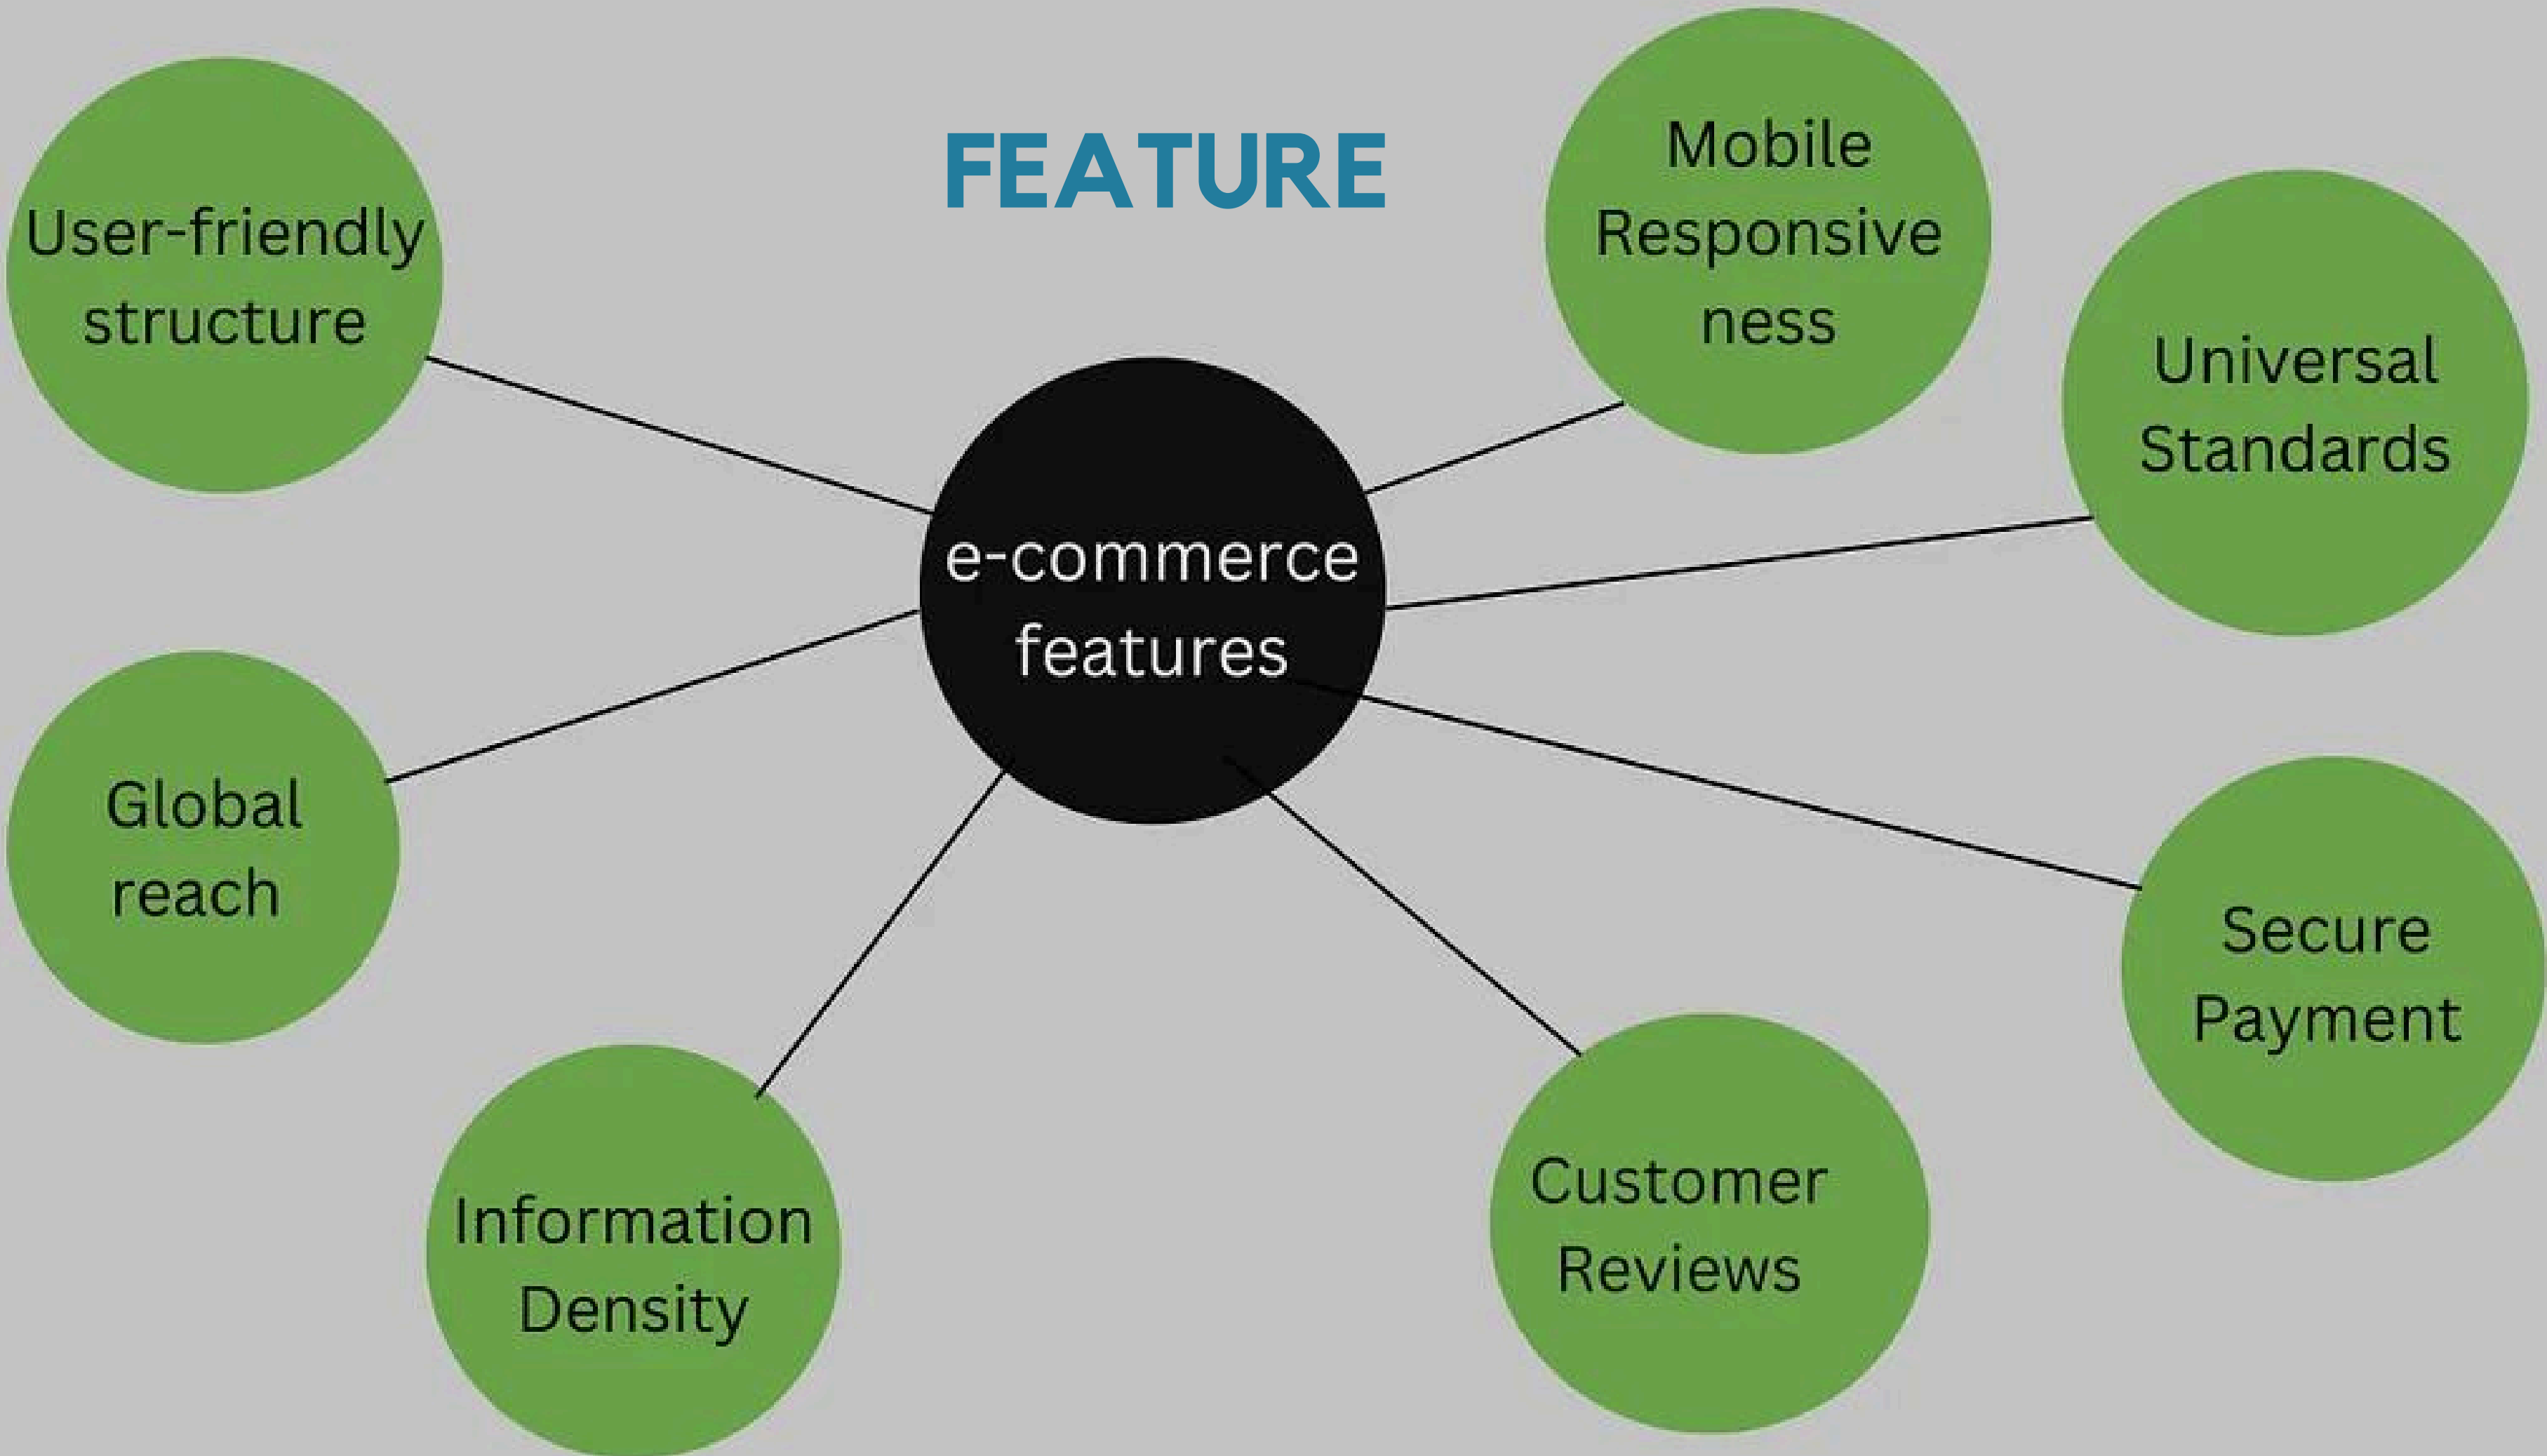 FEATURE
User-friendly
structure
Mobile
Responsive
ness
Universal
Standards
e-commerce
features
Global
reach
Secure
Payment
Information
Density
Customer
Reviews